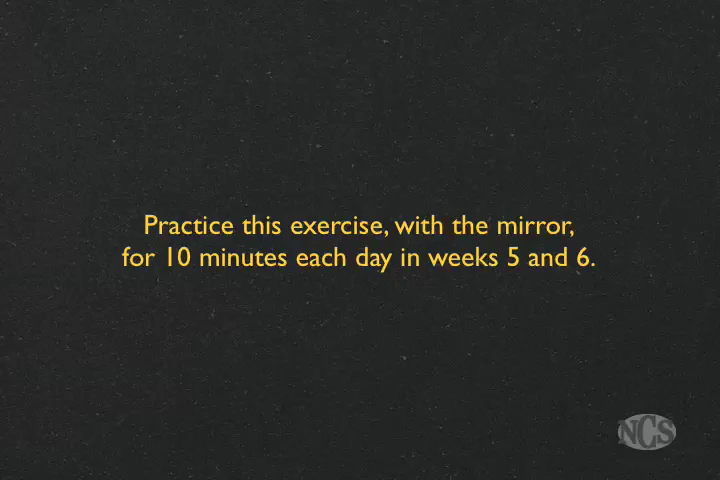 Practice this exercise, with the mirror,
for 10 minutes each day in weeks 5 and 6.
NCS